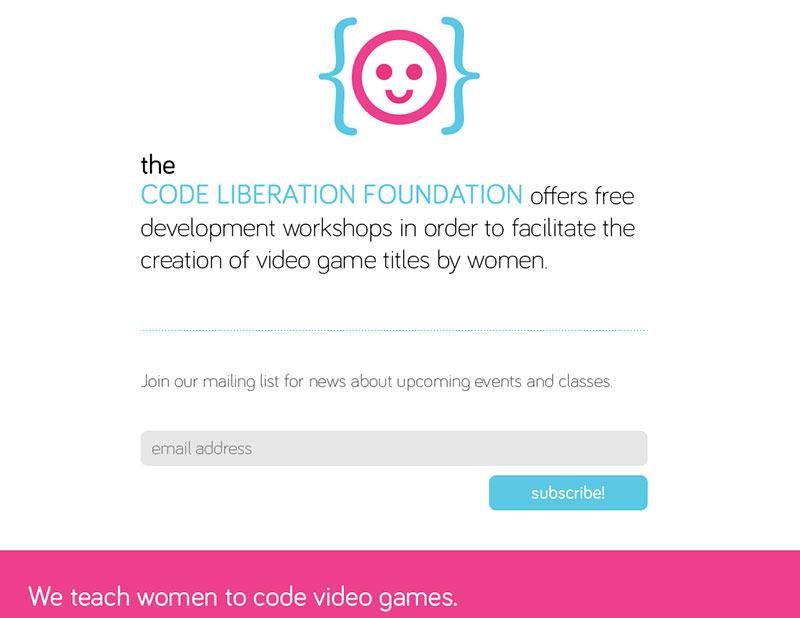 the
CODE LIBERATION FOUNDATION offers free
development workshops in order to facilitate the
creation of video game titles by women.
Join our mailing list for news about upcoming events and classes.
email address
subscribe!
We teach women to code video games.